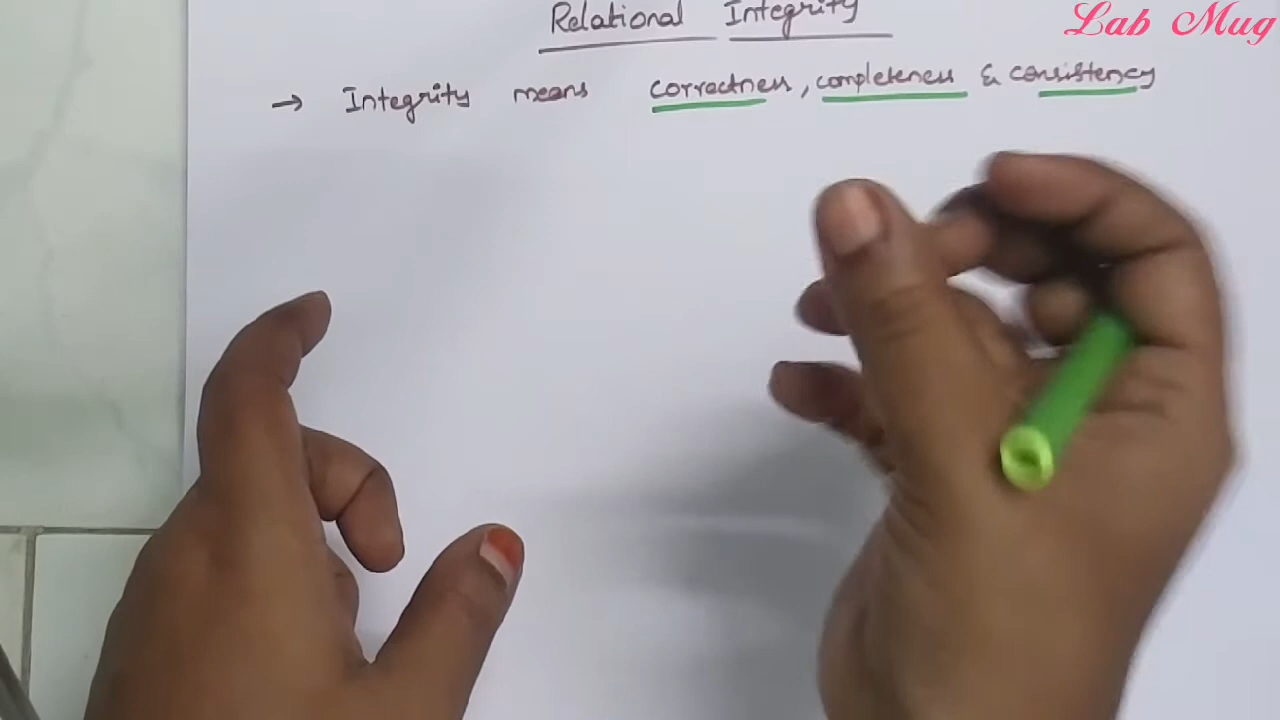 Lab Mug
Relational Integrity
→ Integrity means correctness, completeness & consistency